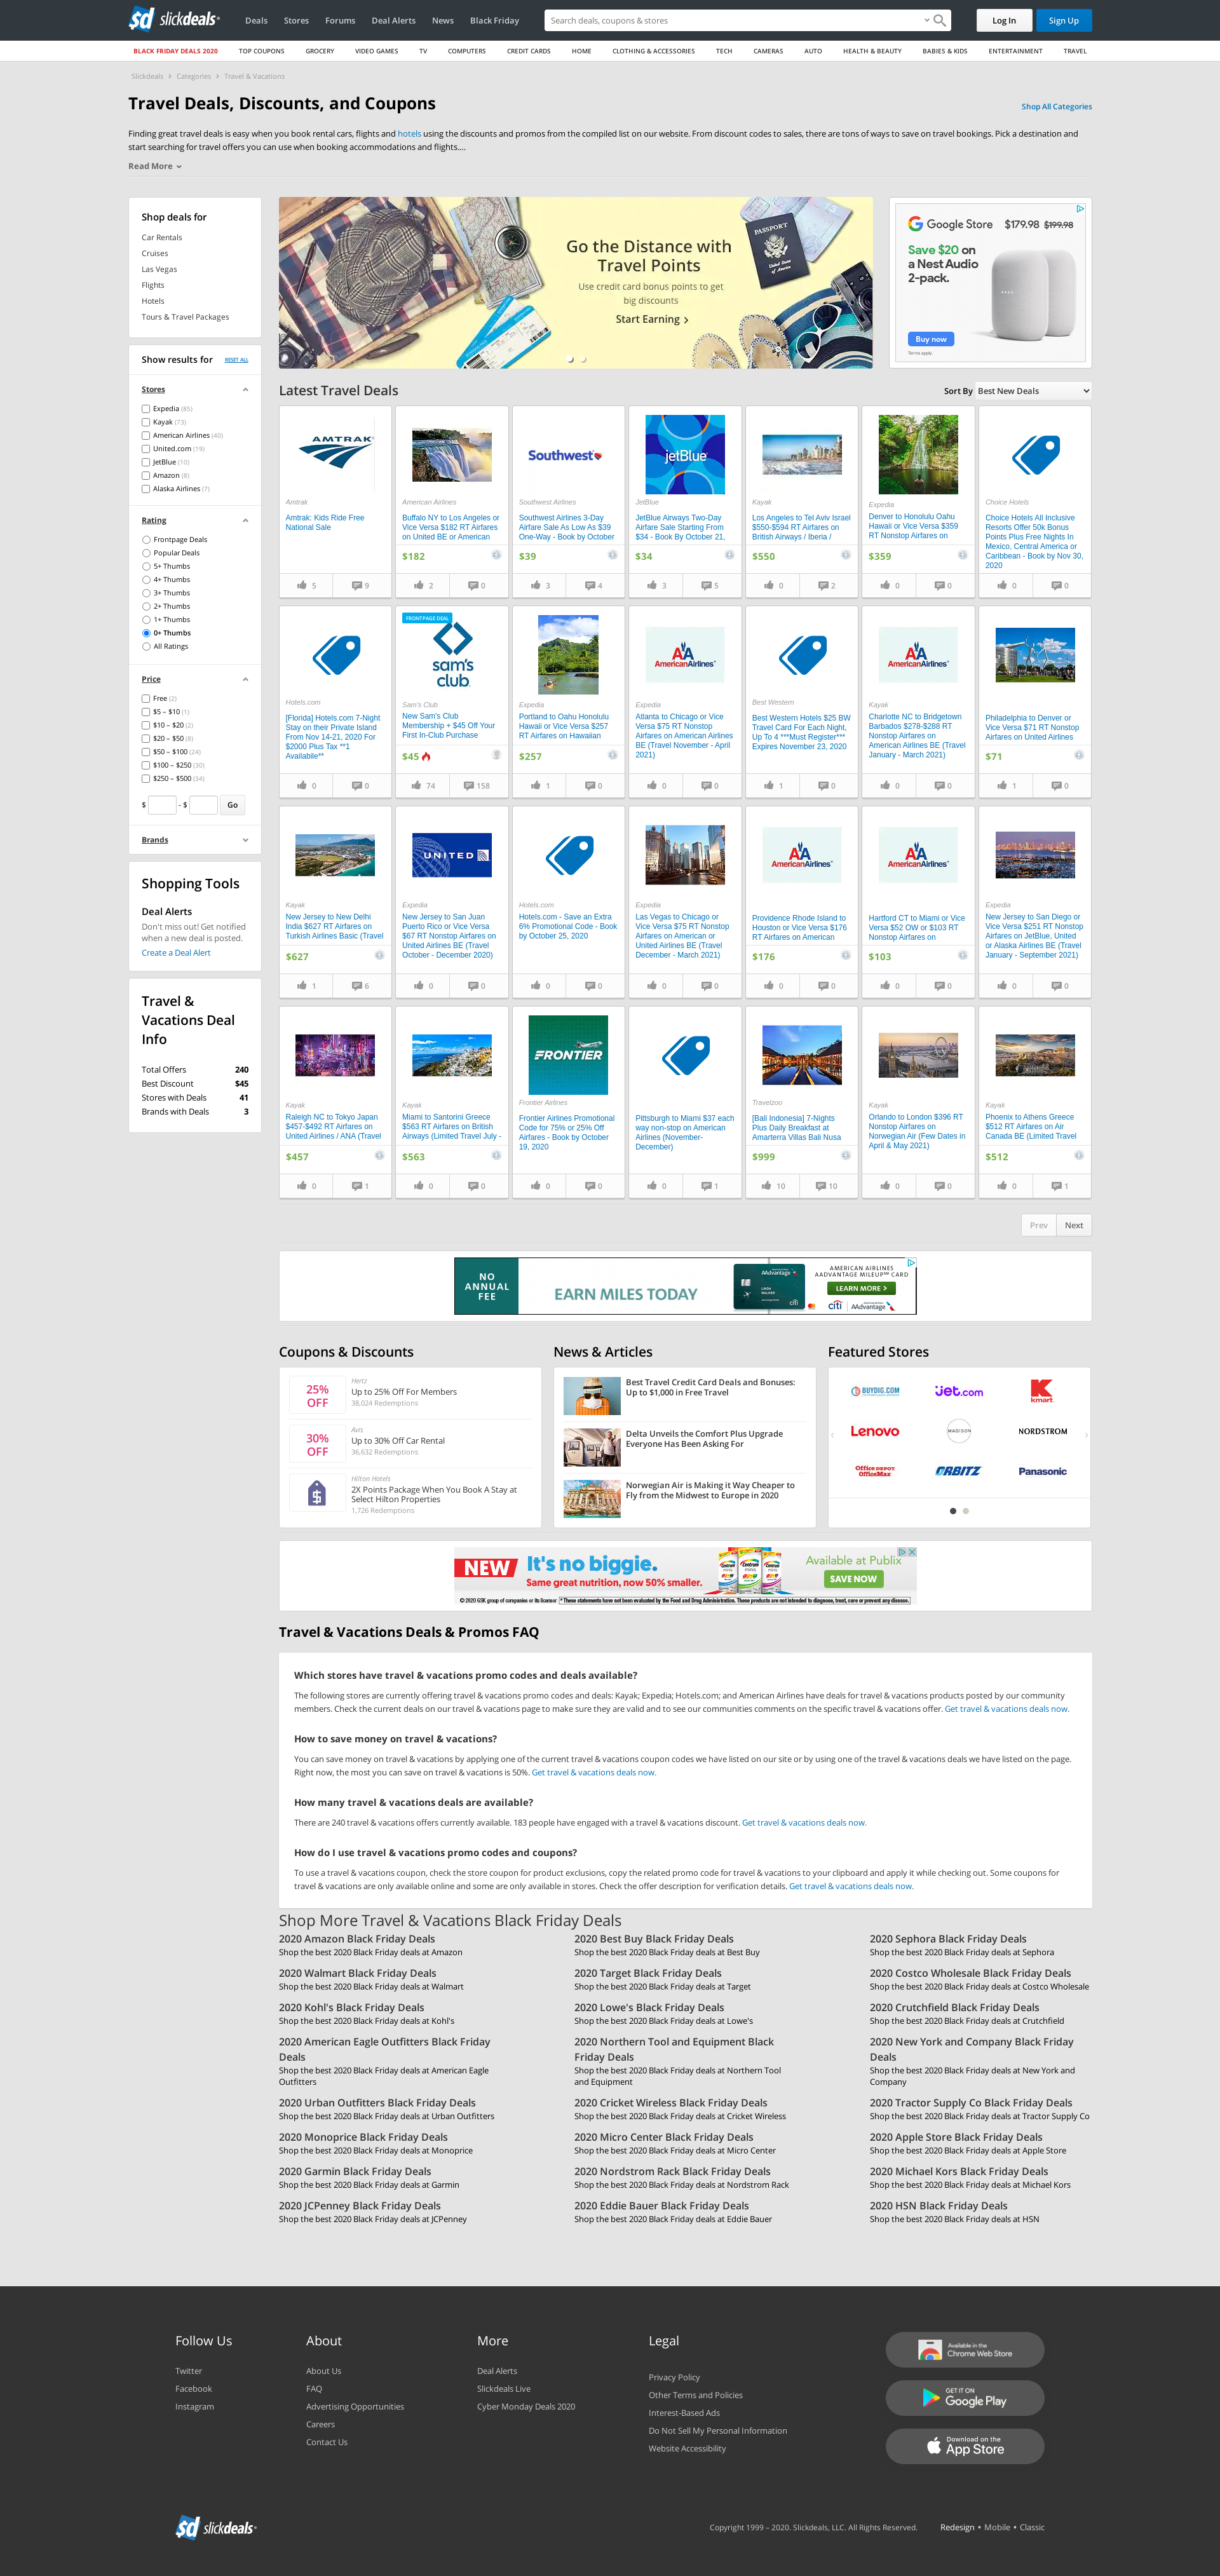 sd slickdeals
Deals Stores Forums Deal Alerts News Black Friday
Search deals, coupons & stores
Log In
Sign Up
BLACK FRIDAY DEALS 2020 TOP COUPONS GROCERY VIDEO GAMES TV COMPUTERS CREDIT CARDS HOME CLOTHING & ACCESSORIES TECH CAMERAS AUTO HEALTH & BEAUTY BABIES & KIDS ENTERTAINMENT TRAVEL
Slickdeals › Categories › Travel & Vacations
Travel Deals, Discounts, and Coupons
Shop All Categories
Finding great travel deals is easy when you book rental cars, flights and hotels using the discounts and promos from the compiled list on our website. From discount codes to sales, there are tons of ways to save on travel bookings. Pick a destination and
start searching for travel offers you can use when booking accommodations and flights....
Read More
Shop deals for
Car Rentals
Cruises
Las Vegas
Flights
Hotels
Tours & Travel Packages
Show results for
RESET ALL
Stores
Expedia (85)
Kayak (73)
American Airlines (40)
United.com (19)
JetBlue (10)
Amazon (8)
Alaska Airlines (7)
Rating
Frontpage Deals
Popular Deals
5+ Thumbs
4+ Thumbs
3+ Thumbs
2+ Thumbs
1+ Thumbs
0+ Thumbs
All Ratings
Price
Free (2)
$5 – $10 (1)
$10 – $20 (2)
$20 – $50 (8)
$50 – $100 (24)
$100 – $250 (30)
$250 – $500 (34)
$ - $ Go
Brands
Shopping Tools
Deal Alerts
Don't miss out! Get notified
when a new deal is posted.
Create a Deal Alert
Travel &
Vacations Deal
Info
Total Offers 240
Best Discount $45
Stores with Deals 41
Brands with Deals 3
PASSPORT
Go the Distance with
Travel Points
Use credit card bonus points to get
big discounts
Start Earning
Google Store $179.98 $199.98
Save $20 on
a Nest Audio
2-pack.
Buy now
Terms apply.
Latest Travel Deals
Sort By Best New Deals
AMTRAK
Amtrak
Amtrak: Kids Ride Free
National Sale
5 9
American Airlines
Buffalo NY to Los Angeles or
Vice Versa $182 RT Airfares
on United BE or American
$182
2 0
Southwest
Southwest Airlines
Southwest Airlines 3-Day
Airfare Sale As Low As $39
One-Way - Book by October
$39
3 4
jetBlue
JetBlue
JetBlue Airways Two-Day
Airfare Sale Starting From
$34 - Book By October 21,
$34
3 5
Kayak
Los Angeles to Tel Aviv Israel
$550-$594 RT Airfares on
British Airways / Iberia /
$550
0 2
Expedia
Denver to Honolulu Oahu
Hawaii or Vice Versa $359
RT Nonstop Airfares on
$359
0 0
Choice Hotels
Choice Hotels All Inclusive
Resorts Offer 50k Bonus
Points Plus Free Nights In
Mexico, Central America or
Caribbean - Book by Nov 30,
2020
0 0
Hotels.com
[Florida] Hotels.com 7-Night
Stay on their Private Island
From Nov 14-21, 2020 For
$2000 Plus Tax **1
Available**
0 0
FRONTPAGE DEAL
sam's club
Sam's Club
New Sam's Club
Membership + $45 Off Your
First In-Club Purchase
$45
74 158
Expedia
Portland to Oahu Honolulu
Hawaii or Vice Versa $257
RT Airfares on Hawaiian
$257
1 0
AA
American Airlines
Expedia
Atlanta to Chicago or Vice
Versa $75 RT Nonstop
Airfares on American Airlines
BE (Travel November - April
2021)
0 0
Best Western
Best Western Hotels $25 BW
Travel Card For Each Night,
Up To 4 ***Must Register***
Expires November 23, 2020
1 0
AA
American Airlines
Kayak
Charlotte NC to Bridgetown
Barbados $278-$288 RT
Nonstop Airfares on
American Airlines BE (Travel
January - March 2021)
0 0
Philadelphia to Denver or
Vice Versa $71 RT Nonstop
Airfares on United Airlines
$71
1 0
Kayak
New Jersey to New Delhi
India $627 RT Airfares on
Turkish Airlines Basic (Travel
$627
1 6
UNITED
Expedia
New Jersey to San Juan
Puerto Rico or Vice Versa
$67 RT Nonstop Airfares on
United Airlines BE (Travel
October - December 2020)
0 0
Hotels.com
Hotels.com - Save an Extra
6% Promotional Code - Book
by October 25, 2020
0 0
Expedia
Las Vegas to Chicago or
Vice Versa $75 RT Nonstop
Airfares on American or
United Airlines BE (Travel
December - March 2021)
0 0
AA
American Airlines
Providence Rhode Island to
Houston or Vice Versa $176
RT Airfares on American
$176
0 0
AA
American Airlines
Hartford CT to Miami or Vice
Versa $52 OW or $103 RT
Nonstop Airfares on
$103
0 0
Expedia
New Jersey to San Diego or
Vice Versa $251 RT Nonstop
Airfares on JetBlue, United
or Alaska Airlines BE (Travel
January - September 2021)
0 0
Kayak
Raleigh NC to Tokyo Japan
$457-$492 RT Airfares on
United Airlines / ANA (Travel
$457
0 1
Kayak
Miami to Santorini Greece
$563 RT Airfares on British
Airways (Limited Travel July -
$563
0 0
FRONTIER
Frontier Airlines
Frontier Airlines Promotional
Code for 75% or 25% Off
Airfares - Book by October
19, 2020
0 0
Pittsburgh to Miami $37 each
way non-stop on American
Airlines (November-
December)
0 1
Travelzoo
[Bali Indonesia] 7-Nights
Plus Daily Breakfast at
Amarterra Villas Bali Nusa
$999
10 10
Kayak
Orlando to London $396 RT
Nonstop Airfares on
Norwegian Air (Few Dates in
April & May 2021)
0 0
Kayak
Phoenix to Athens Greece
$512 RT Airfares on Air
Canada BE (Limited Travel
$512
0 1
Prev Next
NO
ANNUAL
FEE
EARN MILES TODAY
AMERICAN AIRLINES
AADVANTAGE MILEUP℠ CARD
LEARN MORE >
citi AAdvantage
Coupons & Discounts
25%
OFF
Hertz
Up to 25% Off For Members
38,024 Redemptions
30%
OFF
Avis
Up to 30% Off Car Rental
36,632 Redemptions
Hilton Hotels
2X Points Package When You Book A Stay at
Select Hilton Properties
1,726 Redemptions
News & Articles
Best Travel Credit Card Deals and Bonuses:
Up to $1,000 in Free Travel
Delta Unveils the Comfort Plus Upgrade
Everyone Has Been Asking For
Norwegian Air is Making it Way Cheaper to
Fly from the Midwest to Europe in 2020
Featured Stores
BUYDIG.COM jet.com kmart
Lenovo MADISON NORDSTROM
Office DEPOT OfficeMax ORBITZ Panasonic
NEW It's no biggie.
Same great nutrition, now 50% smaller.
Available at Publix
SAVE NOW
©2020 GSK group of companies or its licensor. * These statements have not been evaluated by the Food and Drug Administration. These products are not intended to diagnose, treat, cure, or prevent disease.
Travel & Vacations Deals & Promos FAQ
Which stores have travel & vacations promo codes and deals available?
The following stores are currently offering travel & vacations promo codes and deals: Kayak; Expedia; Hotels.com; and American Airlines have deals for travel & vacations products posted by our community
members. Check the current deals on our travel & vacations page to make sure they are valid and to see our communities comments on the specific travel & vacations offer. Get travel & vacations deals now.
How to save money on travel & vacations?
You can save money on travel & vacations by applying one of the current travel & vacations coupon codes we have listed on our site or by using one of the travel & vacations deals we have listed on the page.
Right now, the most you can save on travel & vacations is 50%. Get travel & vacations deals now.
How many travel & vacations deals are available?
There are 240 travel & vacations offers currently available. 183 people have engaged with a travel & vacations discount. Get travel & vacations deals now.
How do I use travel & vacations promo codes and coupons?
To use a travel & vacations coupon, check the store coupon for product exclusions, copy the related promo code for travel & vacations to your clipboard and apply it while checking out. Some coupons for
travel & vacations are only available online and some are only available in stores. Check the offer description for verification details. Get travel & vacations deals now.
Shop More Travel & Vacations Black Friday Deals
2020 Amazon Black Friday Deals
Shop the best 2020 Black Friday deals at Amazon
2020 Best Buy Black Friday Deals
Shop the best 2020 Black Friday deals at Best Buy
2020 Sephora Black Friday Deals
Shop the best 2020 Black Friday deals at Sephora
2020 Walmart Black Friday Deals
Shop the best 2020 Black Friday deals at Walmart
2020 Target Black Friday Deals
Shop the best 2020 Black Friday deals at Target
2020 Costco Wholesale Black Friday Deals
Shop the best 2020 Black Friday deals at Costco Wholesale
2020 Kohl's Black Friday Deals
Shop the best 2020 Black Friday deals at Kohl's
2020 Lowe's Black Friday Deals
Shop the best 2020 Black Friday deals at Lowe's
2020 Crutchfield Black Friday Deals
Shop the best 2020 Black Friday deals at Crutchfield
2020 American Eagle Outfitters Black Friday
Deals
Shop the best 2020 Black Friday deals at American Eagle
Outfitters
2020 Northern Tool and Equipment Black
Friday Deals
Shop the best 2020 Black Friday deals at Northern Tool
and Equipment
2020 New York and Company Black Friday
Deals
Shop the best 2020 Black Friday deals at New York and
Company
2020 Urban Outfitters Black Friday Deals
Shop the best 2020 Black Friday deals at Urban Outfitters
2020 Cricket Wireless Black Friday Deals
Shop the best 2020 Black Friday deals at Cricket Wireless
2020 Tractor Supply Co Black Friday Deals
Shop the best 2020 Black Friday deals at Tractor Supply Co
2020 Monoprice Black Friday Deals
Shop the best 2020 Black Friday deals at Monoprice
2020 Micro Center Black Friday Deals
Shop the best 2020 Black Friday deals at Micro Center
2020 Apple Store Black Friday Deals
Shop the best 2020 Black Friday deals at Apple Store
2020 Garmin Black Friday Deals
Shop the best 2020 Black Friday deals at Garmin
2020 Nordstrom Rack Black Friday Deals
Shop the best 2020 Black Friday deals at Nordstrom Rack
2020 Michael Kors Black Friday Deals
Shop the best 2020 Black Friday deals at Michael Kors
2020 JCPenney Black Friday Deals
Shop the best 2020 Black Friday deals at JCPenney
2020 Eddie Bauer Black Friday Deals
Shop the best 2020 Black Friday deals at Eddie Bauer
2020 HSN Black Friday Deals
Shop the best 2020 Black Friday deals at HSN
Follow Us
Twitter
Facebook
Instagram
About
About Us
FAQ
Advertising Opportunities
Careers
Contact Us
More
Deal Alerts
Slickdeals Live
Cyber Monday Deals 2020
Legal
Privacy Policy
Other Terms and Policies
Interest-Based Ads
Do Not Sell My Personal Information
Website Accessibility
Available in the
Chrome Web Store
GET IT ON
Google Play
Download on the
App Store
sd slickdeals
Copyright 1999 – 2020. Slickdeals, LLC. All Rights Reserved.
Redesign • Mobile • Classic